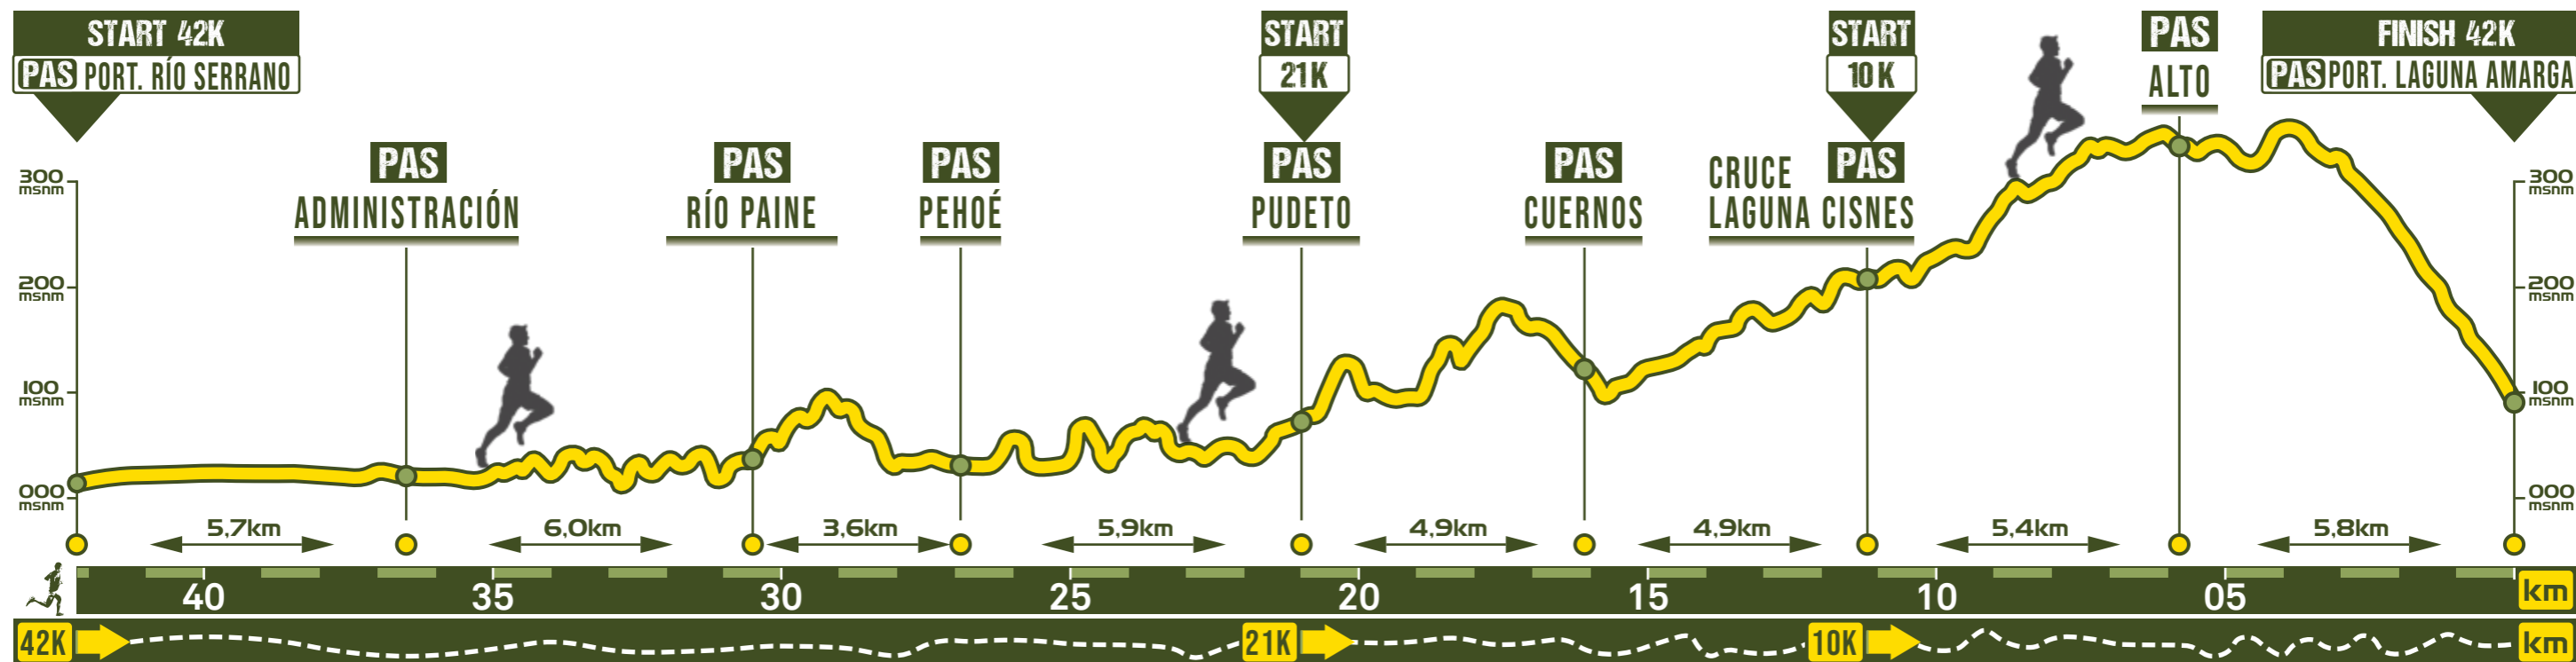 START 42K
PAS PORT. RÍO SERRANO
START
21K
START
10K
PAS
ALTO
FINISH 42K
PAS PORT. LAGUNA AMARGA
PAS
ADMINISTRACIÓN
PAS
RÍO PAINE
PAS
PEHOÉ
PAS
PUDETO
PAS
CUERNOS
CRUCE
LAGUNA CISNES
PAS
300
msnm
200
msnm
100
msnm
000
msnm
300
msnm
200
msnm
100
msnm
000
msnm
5,7km
6,0km
3,6km
5,9km
4,9km
4,9km
5,4km
5,8km
40 35 30 25 20 15 10 05 km
42K 21K 10K km